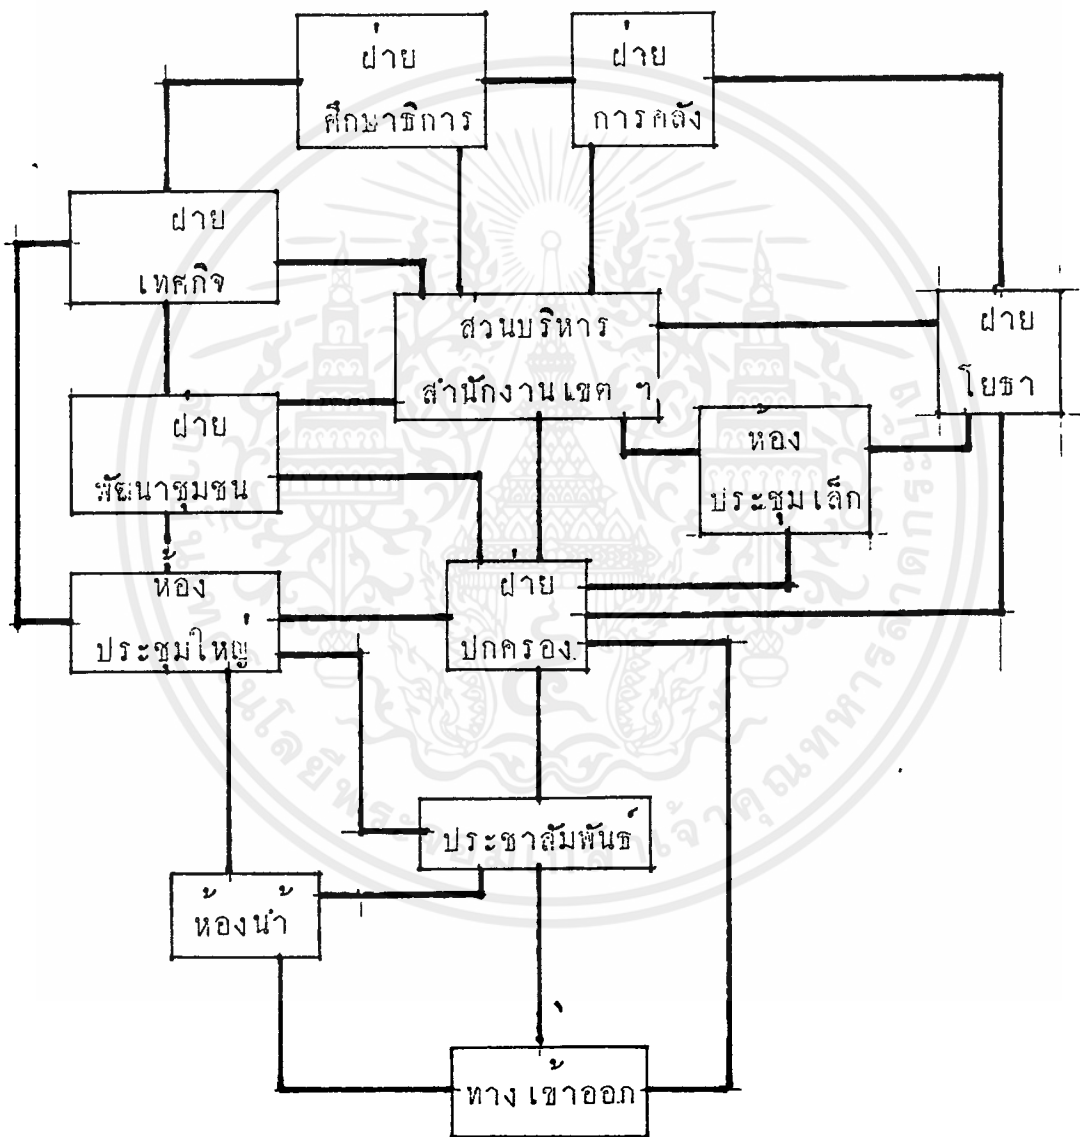 ฝ่าย
ศึกษาธิการ
ฝ่าย
การคลัง
ฝ่าย
เทศกิจ
ส่วนบริหาร
สำนักงานเขต ฯ
ฝ่าย
โยธา
ฝ่าย
พัฒนาชุมชน
ห้อง
ประชุมเล็ก
ห้อง
ประชุมใหญ่
ฝ่าย
ปกครอง.
ประชาสัมพันธ์
ห้องน้ำ
ทางเข้าออก